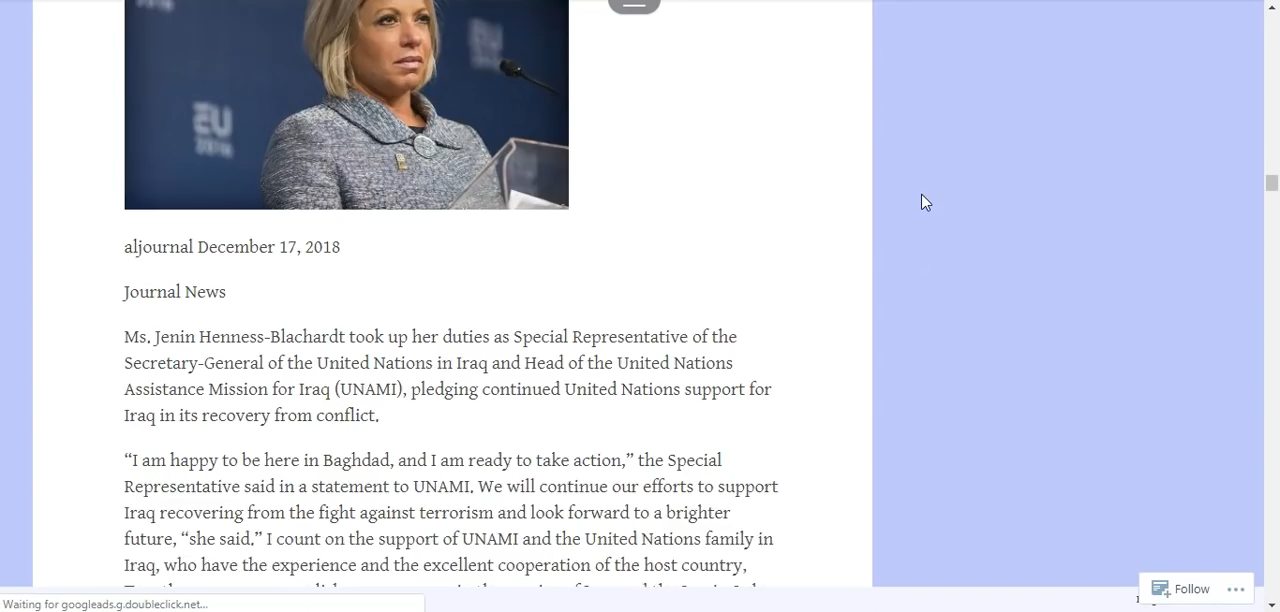 EU
2016
aljournal December 17, 2018
Journal News
Ms. Jenin Henness-Blachardt took up her duties as Special Representative of the
Secretary-General of the United Nations in Iraq and Head of the United Nations
Assistance Mission for Iraq (UNAMI), pledging continued United Nations support for
Iraq in its recovery from conflict.
“I am happy to be here in Baghdad, and I am ready to take action,” the Special
Representative said in a statement to UNAMI. We will continue our efforts to support
Iraq recovering from the fight against terrorism and look forward to a brighter
future, “she said.” I count on the support of UNAMI and the United Nations family in
Iraq, who have the experience and the excellent cooperation of the host country,
Follow
Waiting for googleads.g.doubleclick.net...